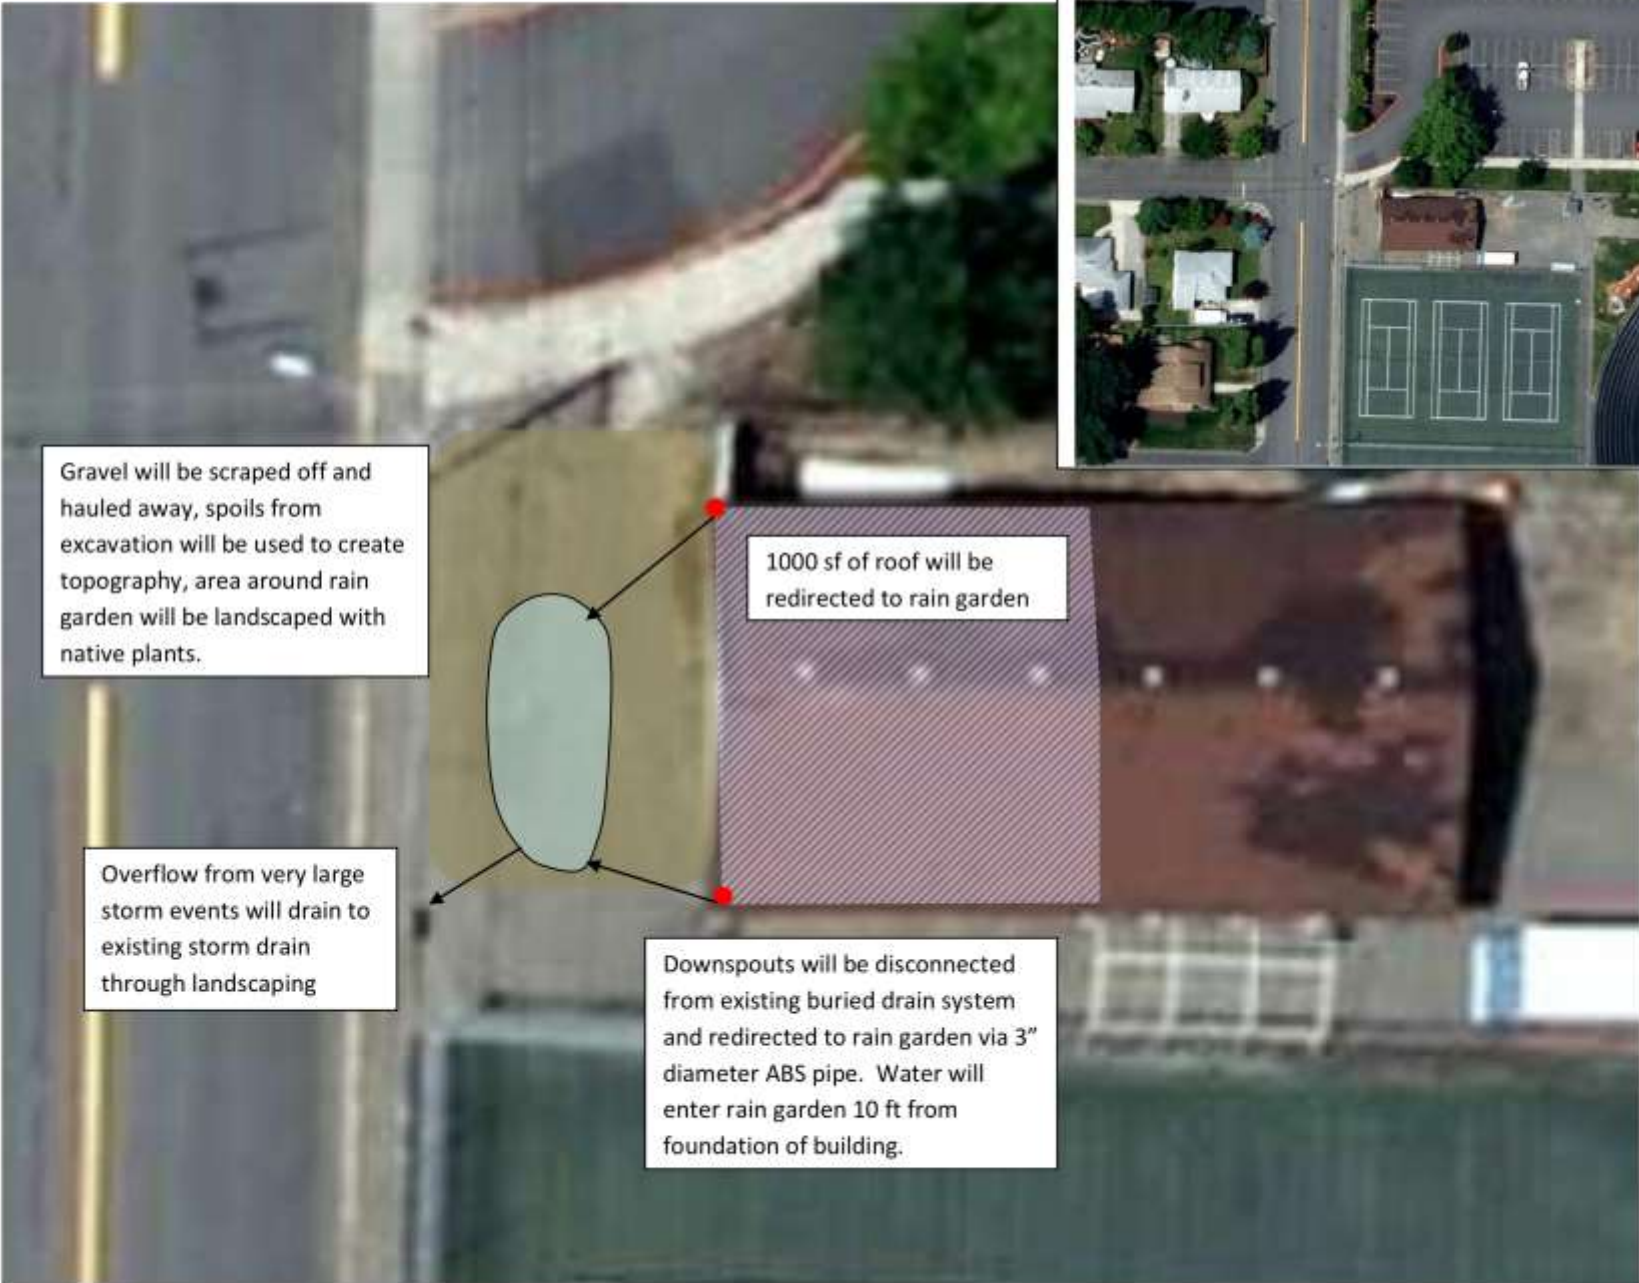 Gravel will be scraped off and
hauled away, spoils from
excavation will be used to create
topography, area around rain
garden will be landscaped with
native plants.
1000 sf of roof will be
redirected to rain garden
Overflow from very large
storm events will drain to
existing storm drain
through landscaping
Downspouts will be disconnected
from existing buried drain system
and redirected to rain garden via 3”
diameter ABS pipe.  Water will
enter rain garden 10 ft from
foundation of building.